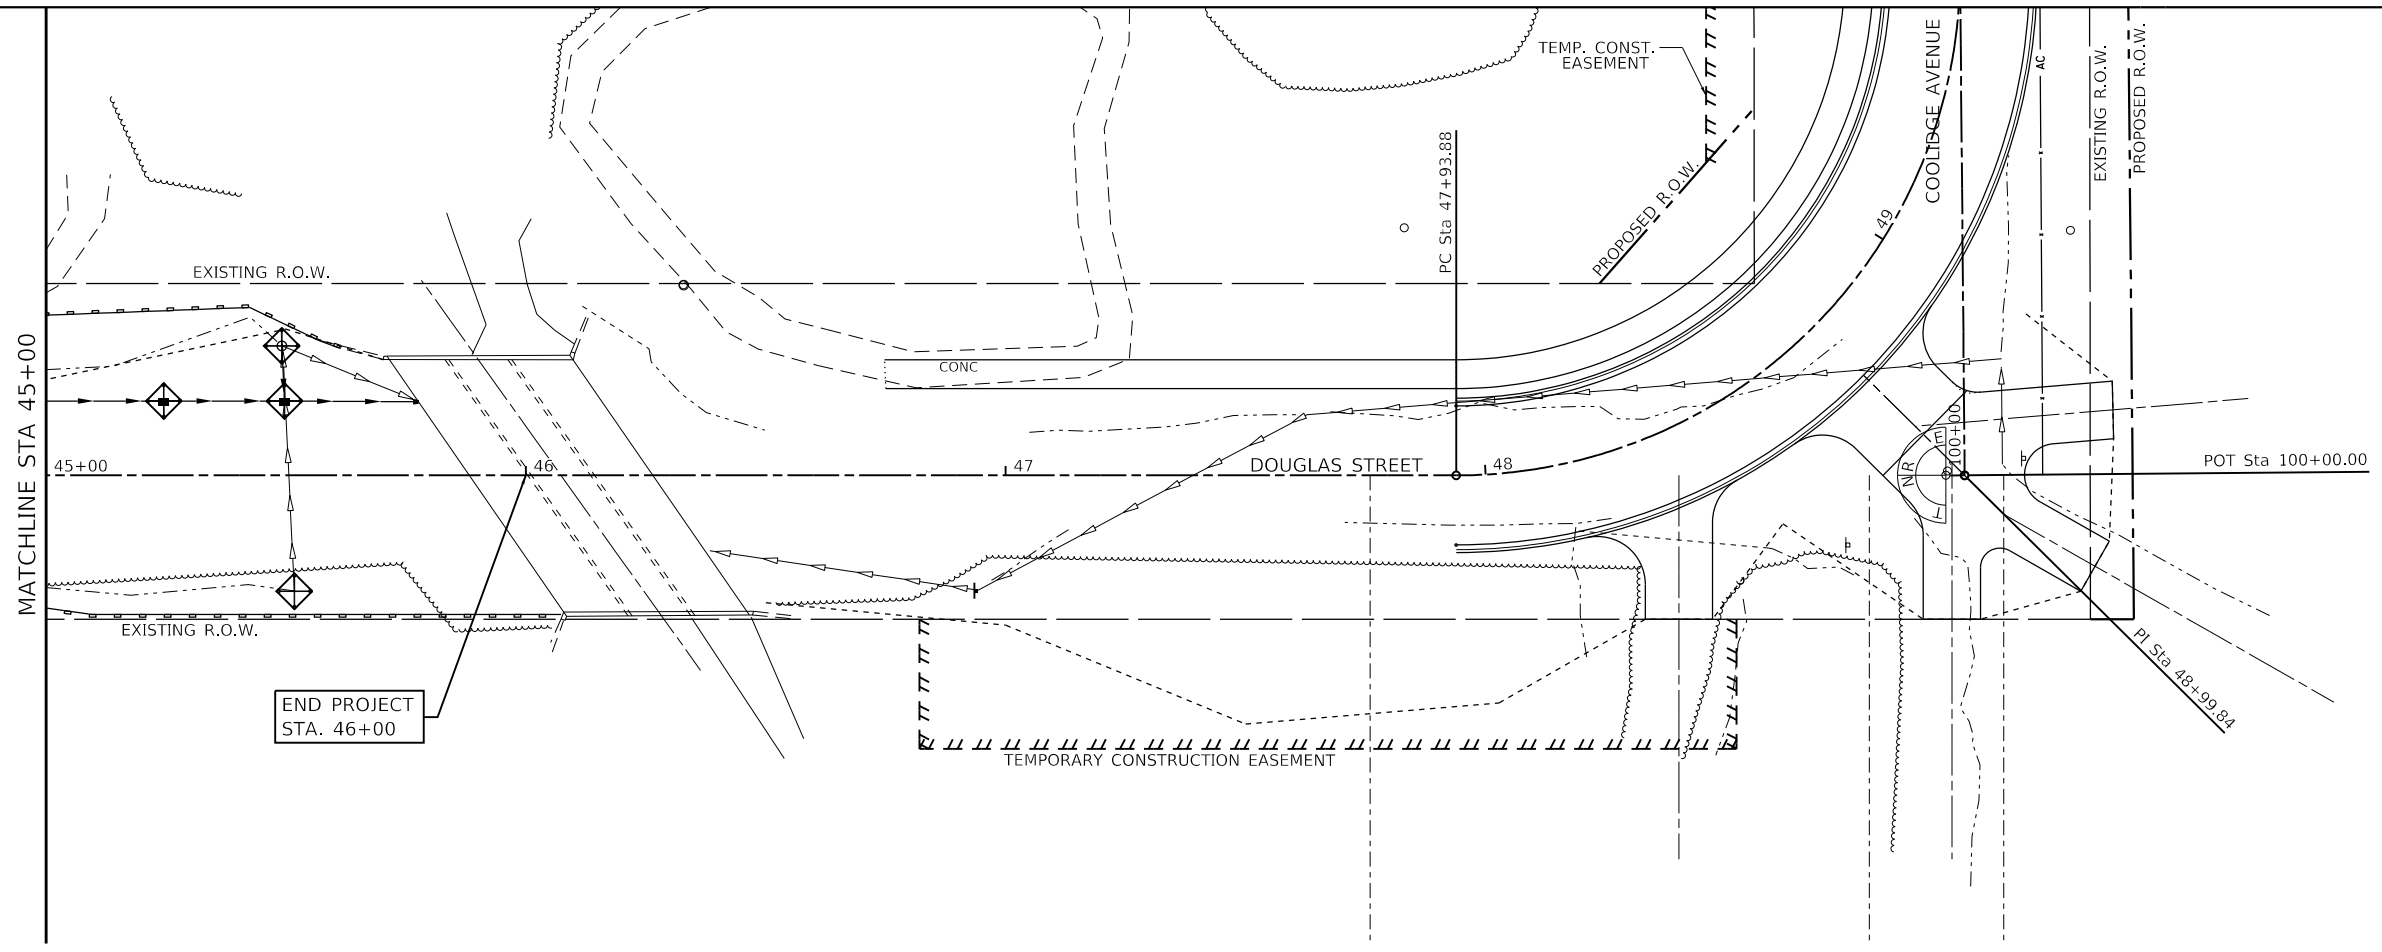 MATCHLINE STA 45+00
TEMP. CONST.
EASEMENT
COOLIDGE AVENUE
AC
EXISTING R.O.W.
PROPOSED R.O.W.
PC Sta 47+93.88
PROPOSED R.O.W.
49
EXISTING R.O.W.
CONC
45+00
46
47
DOUGLAS STREET
48
100+00
TNRE
POT Sta 100+00.00
EXISTING R.O.W.
PI Sta 48+99.84
END PROJECT
STA. 46+00
TEMPORARY CONSTRUCTION EASEMENT